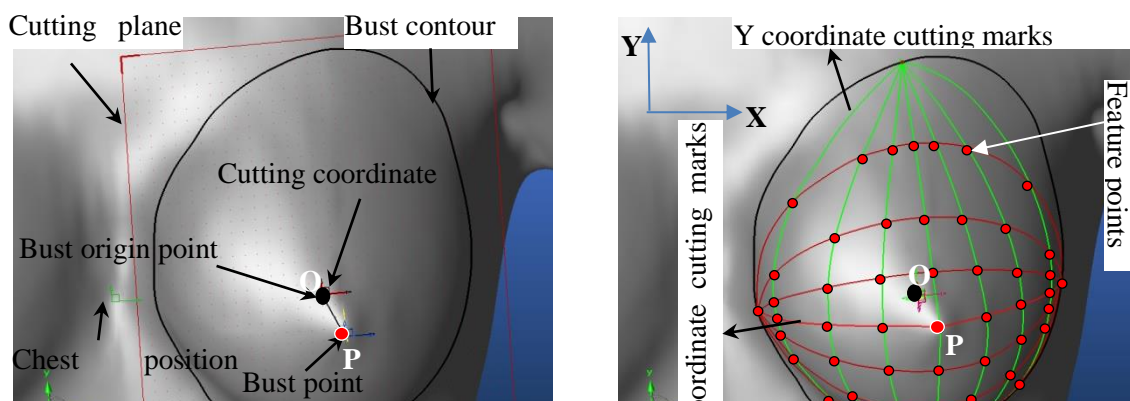 Cutting plane
Bust contour
Cutting coordinate
Bust origin point
O
P
Chest position
Bust point
y
Y
X
Y coordinate cutting marks
Feature points
oordinate cutting marks
O
P
y